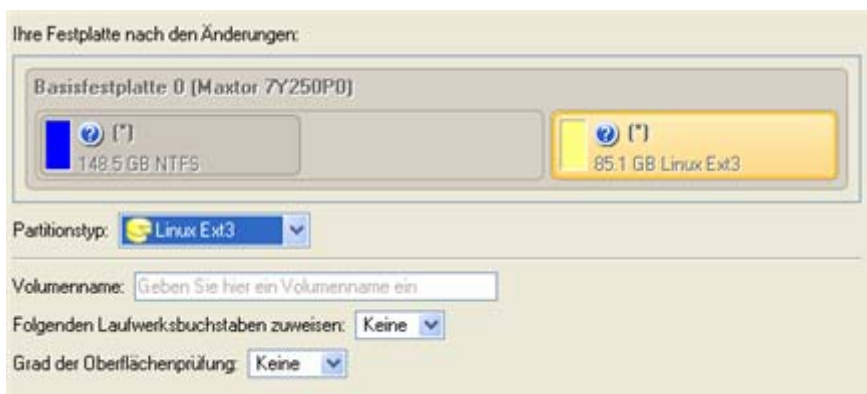 Ihre Festplatte nach den Änderungen:
Basisfestplatte 0 (Maxtor 7Y250P0)
(*)
148.5 GB NTFS
(*)
85.1 GB Linux Ext3
Partitionstyp: Linux Ext3
Volumenname: Geben Sie hier ein Volumenname ein
Folgenden Laufwerksbuchstaben zuweisen: Keine
Grad der Oberflächenprüfung: Keine